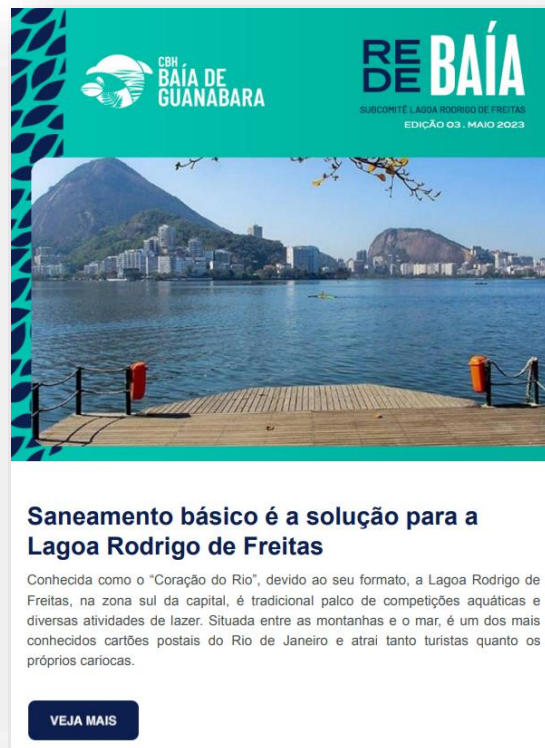 CBH
BAÍA DE
GUANABARA
REDE BAÍA
SUBCOMITÊ LAGOA RODRIGO DE FREITAS
EDIÇÃO 03 . MAIO 2023
Saneamento básico é a solução para a
Lagoa Rodrigo de Freitas
Conhecida como o “Coração do Rio”, devido ao seu formato, a Lagoa Rodrigo de
Freitas, na zona sul da capital, é tradicional palco de competições aquáticas e
diversas atividades de lazer. Situada entre as montanhas e o mar, é um dos mais
conhecidos cartões postais do Rio de Janeiro e atrai tanto turistas quanto os
próprios cariocas.
VEJA MAIS